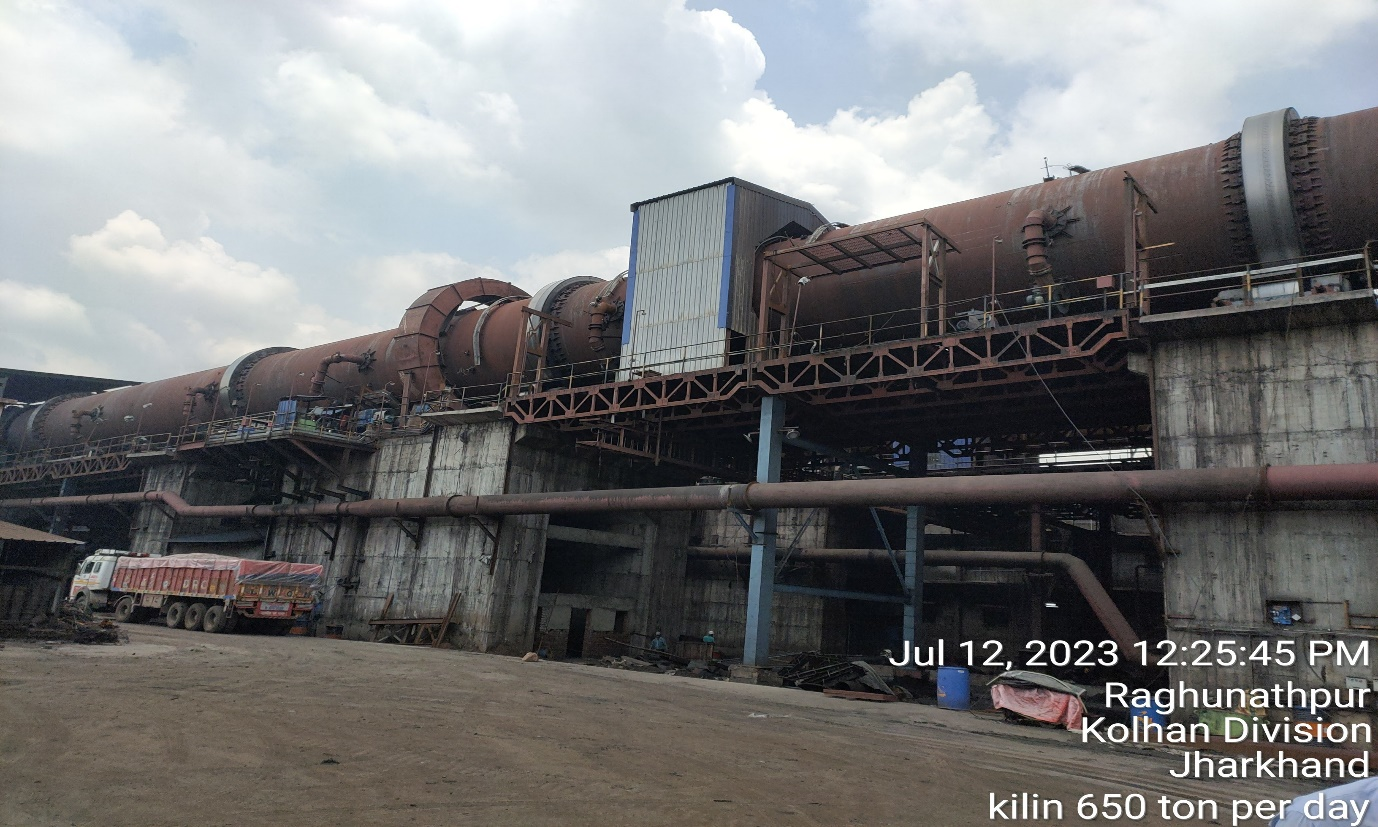 Jul 12, 2023 12:25:45 PM
Raghunathpur
Kolhan Division
Jharkhand
kilin 650 ton per day